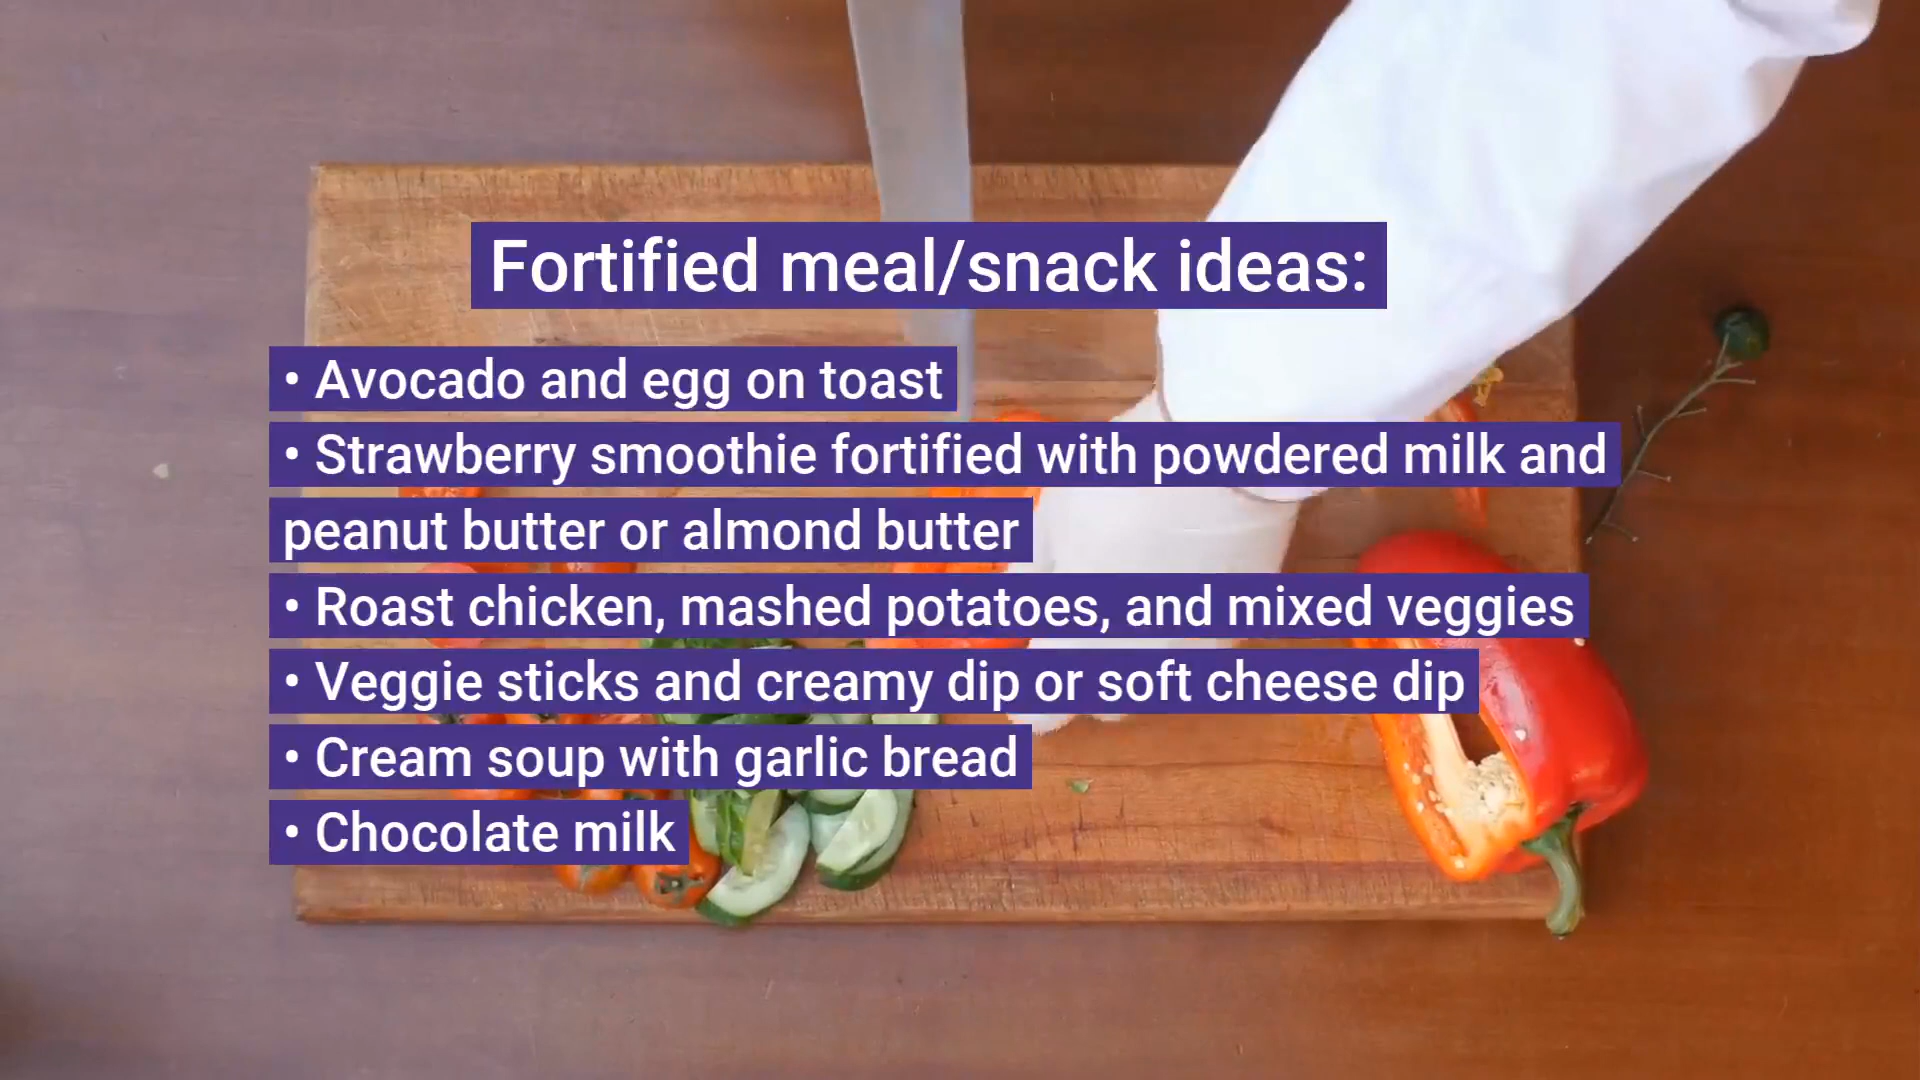 Fortified meal/snack ideas:
• Avocado and egg on toast
• Strawberry smoothie fortified with powdered milk and
peanut butter or almond butter
• Roast chicken, mashed potatoes, and mixed veggies
• Veggie sticks and creamy dip or soft cheese dip
• Cream soup with garlic bread
• Chocolate milk